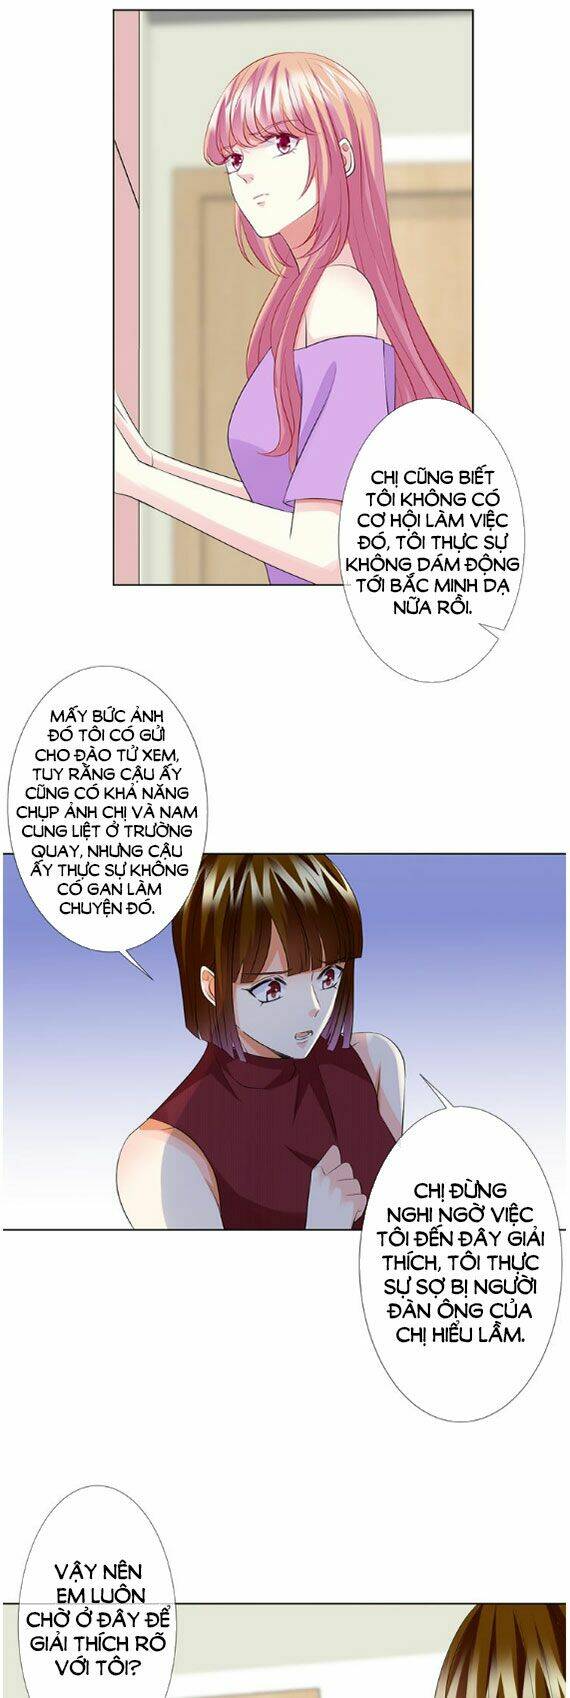 CHỊ CŨNG BIẾT
TÔI KHÔNG CÓ
CƠ HỘI LÀM VIỆC
ĐÓ, TÔI THỰC SỰ
KHÔNG DÁM ĐỘNG
TỚI BẮC MINH DẠ
NỮA RỒI.
MẤY BỨC ẢNH
ĐÓ TÔI CÓ GỬI
CHO ĐÀO TỬ XEM,
TUY RẰNG CẬU ẤY
CŨNG CÓ KHẢ NĂNG
CHỤP ẢNH CHỊ VÀ NAM
CUNG LIỆT Ở TRƯỜNG
QUAY, NHƯNG CẬU
ẤY THỰC SỰ KHÔNG
CÓ GAN LÀM
CHUYỆN ĐÓ.
CHỊ ĐỪNG
NGHI NGỜ VIỆC
TÔI ĐẾN ĐÂY GIẢI
THÍCH, TÔI THỰC
SỰ SỢ BỊ NGƯỜI
ĐÀN ÔNG CỦA
CHỊ HIỂU LẦM.
VẬY NÊN
EM LUÔN
CHỜ Ở ĐÂY ĐỂ
GIẢI THÍCH RÕ
VỚI TÔI?